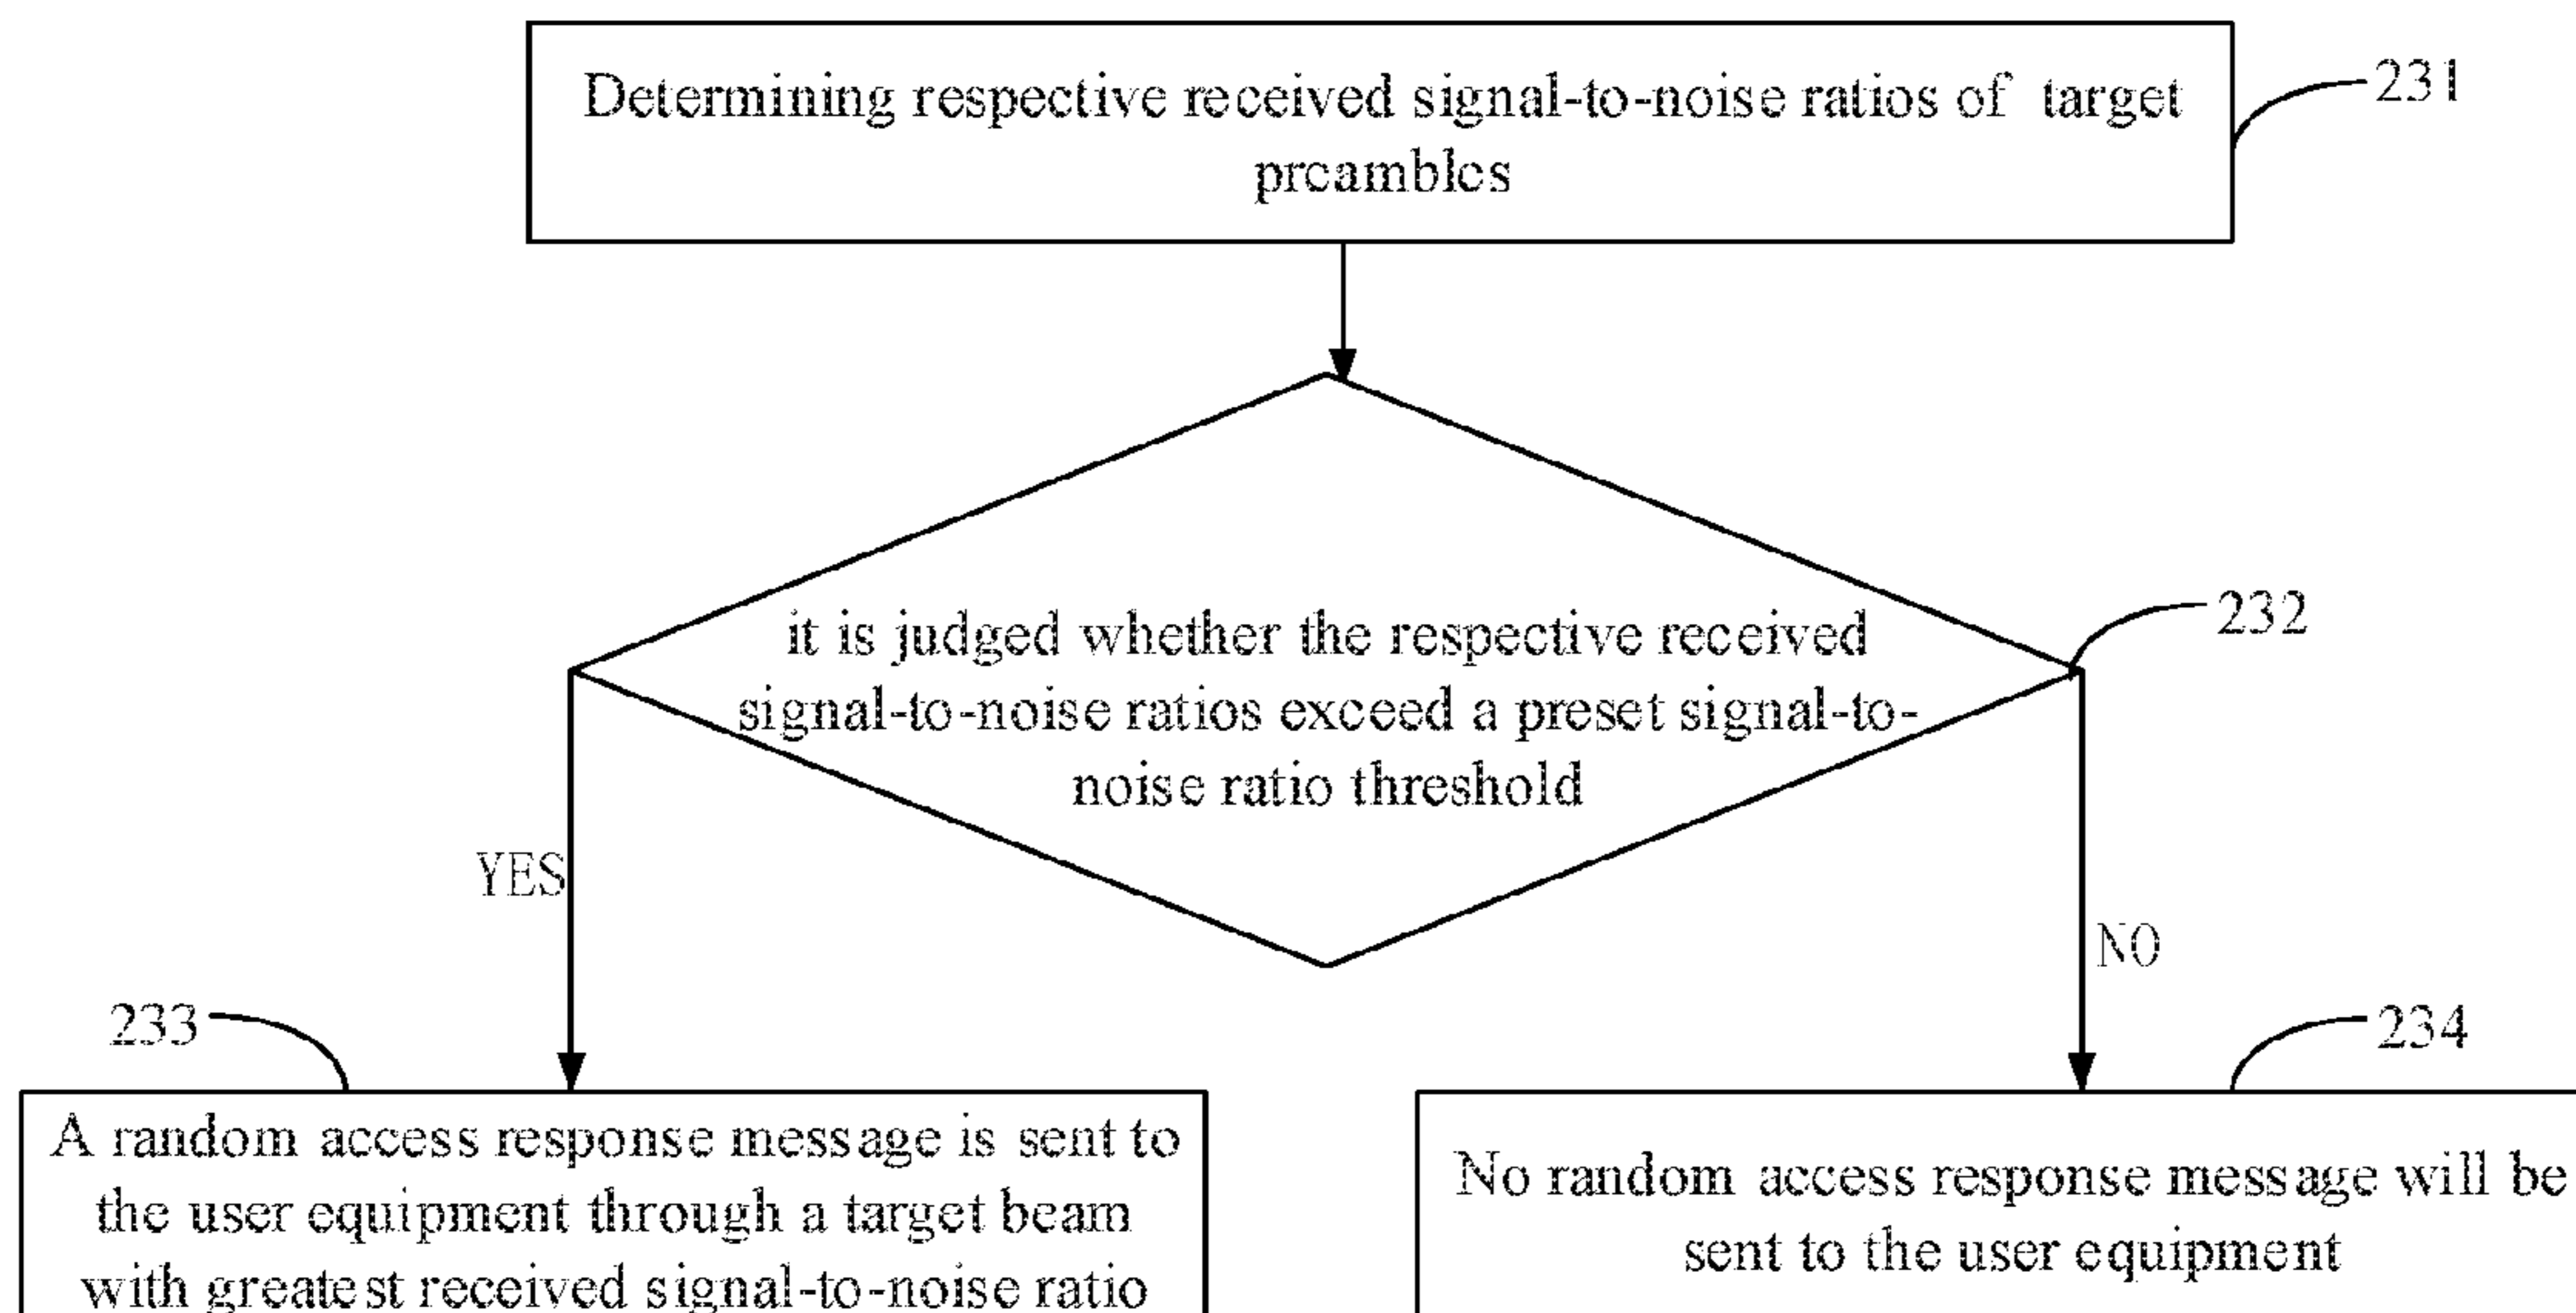 Determining respective received signal-to-noise ratios of target
preambles
231
it is judged whether the respective received
signal-to-noise ratios exceed a preset signal-to-
noise ratio threshold
232
YES
NO
233
234
A random access response message is sent to
the user equipment through a target beam
with greatest received signal-to-noise ratio
No random access response message will be
sent to the user equipment